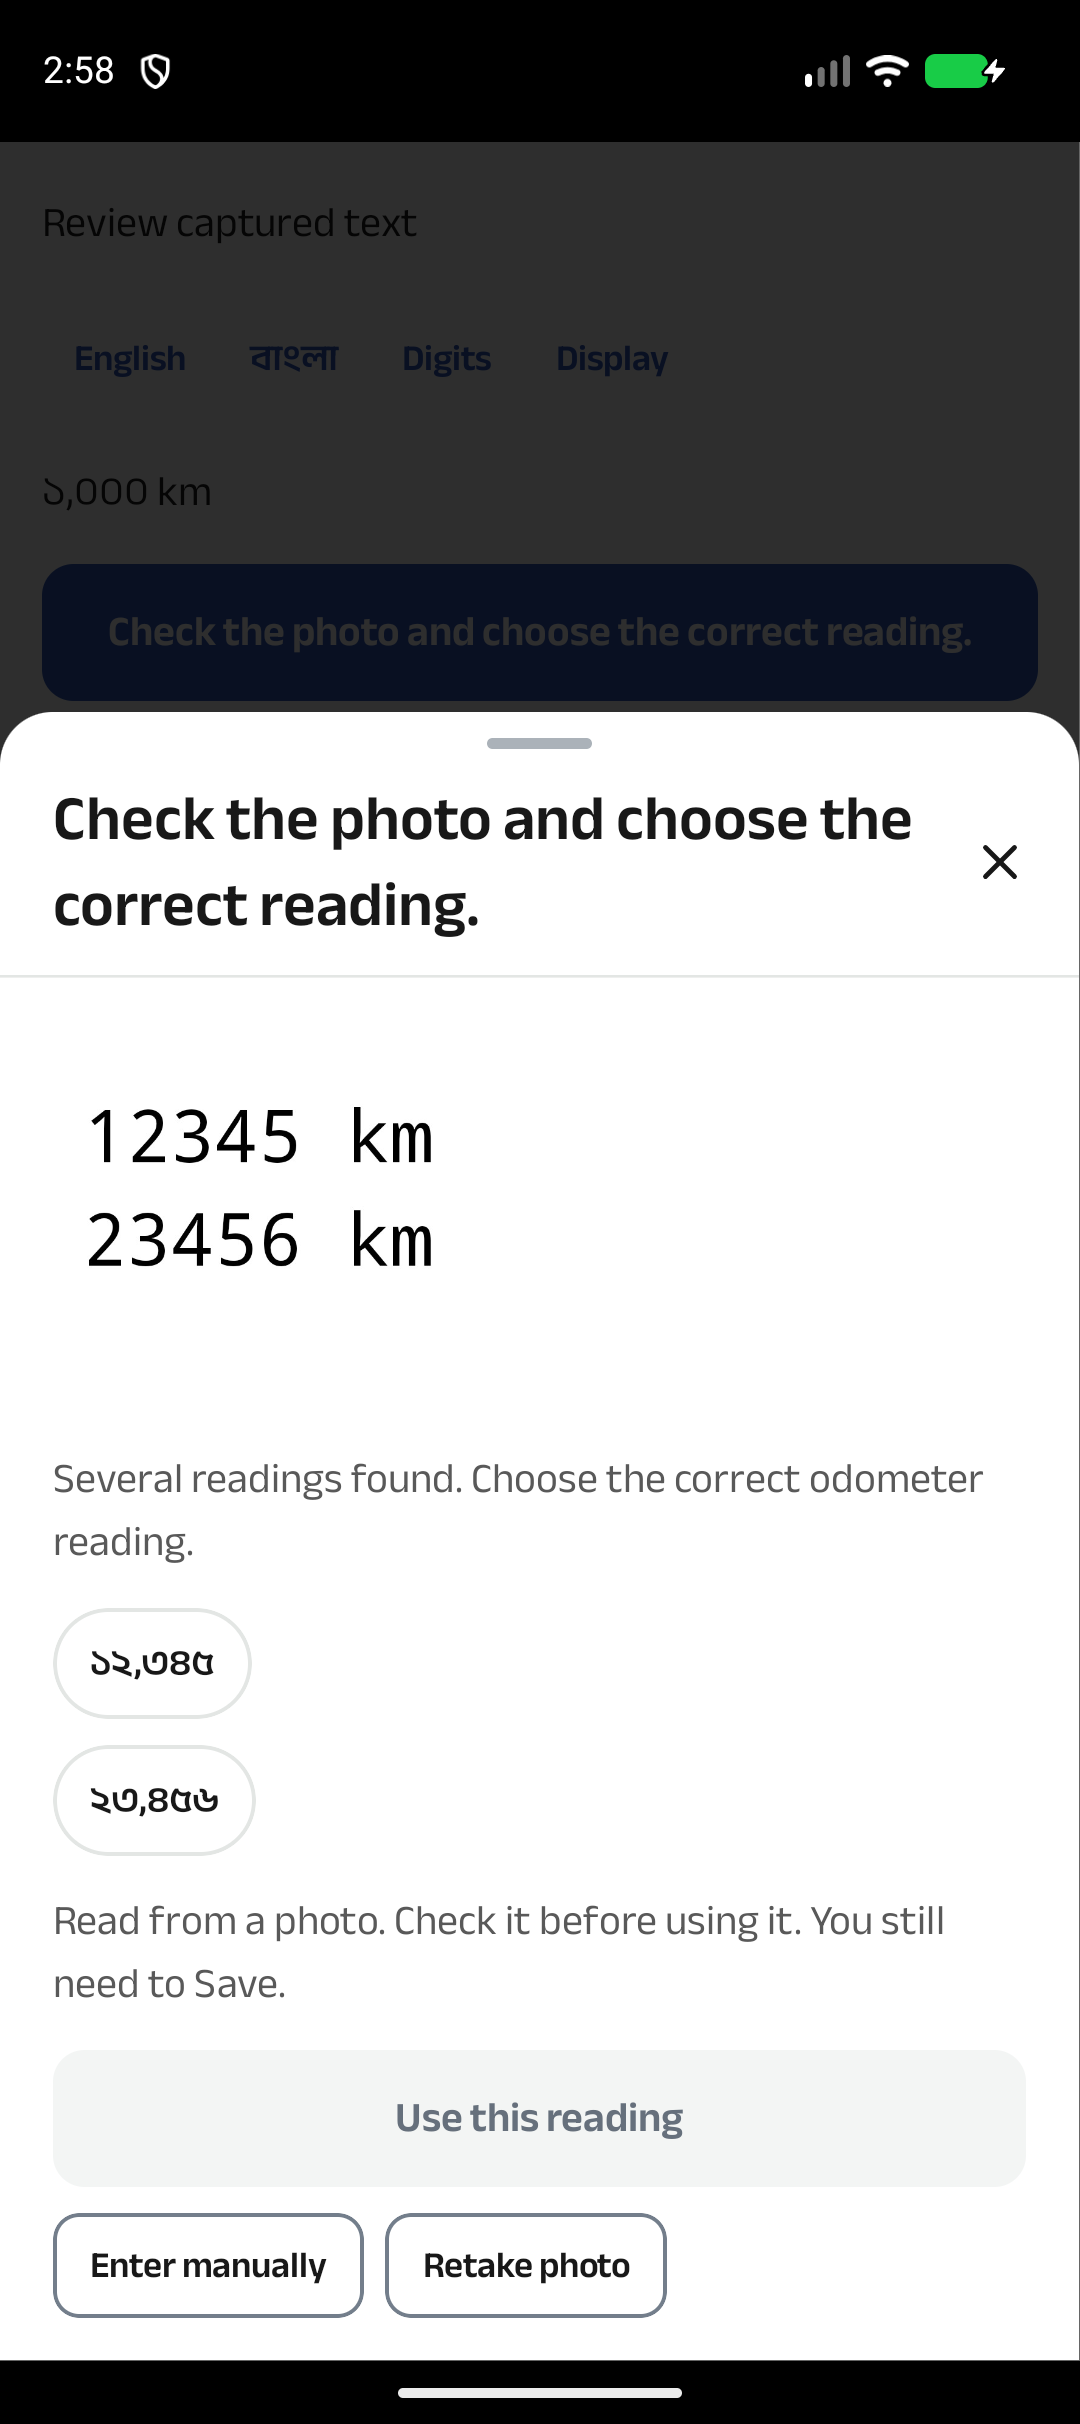 2:58
Review captured text
English বাংলা Digits Display
১,০০০ km
Check the photo and choose the correct reading.
Check the photo and choose the
correct reading.
12345 km
23456 km
Several readings found. Choose the correct odometer
reading.
১২,৩৪৫
২৩,৪৫৬
Read from a photo. Check it before using it. You still
need to Save.
Use this reading
Enter manually Retake photo